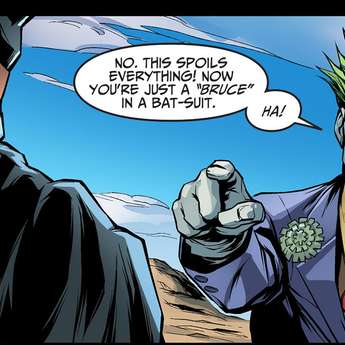 NO. THIS SPOILS
EVERYTHING! NOW
YOU'RE JUST A "BRUCE"
IN A BAT-SUIT.
HA!